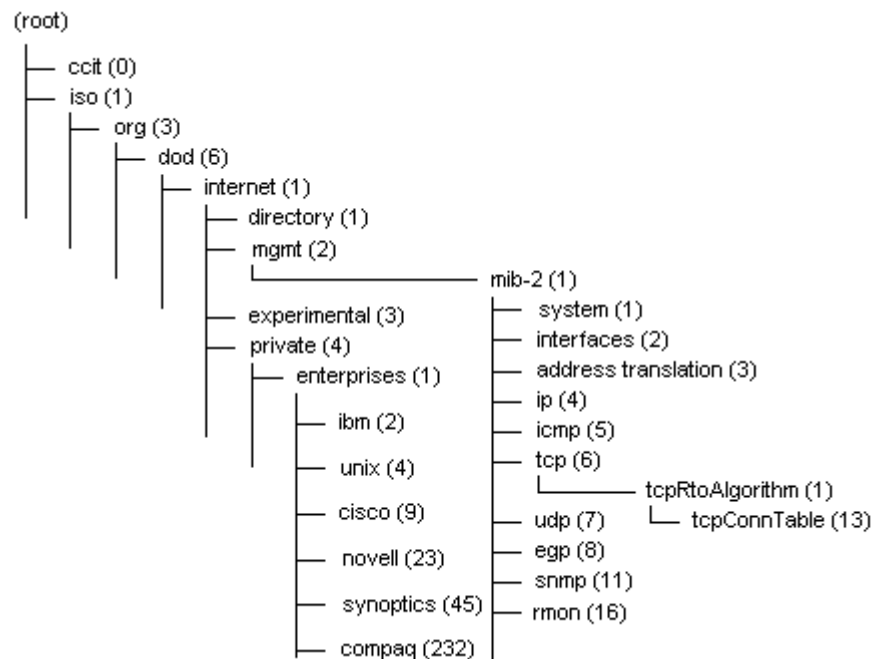 (root)
ccit (0)
iso (1)
org (3)
dod (6)
internet (1)
directory (1)
mgmt (2)
mib-2 (1)
system (1)
interfaces (2)
address translation (3)
ip (4)
icmp (5)
tcp (6)
tcpRtoAlgorithm (1)
tcpConnTable (13)
udp (7)
egp (8)
snmp (11)
rmon (16)
experimental (3)
private (4)
enterprises (1)
ibm (2)
unix (4)
cisco (9)
novell (23)
synoptics (45)
compaq (232)